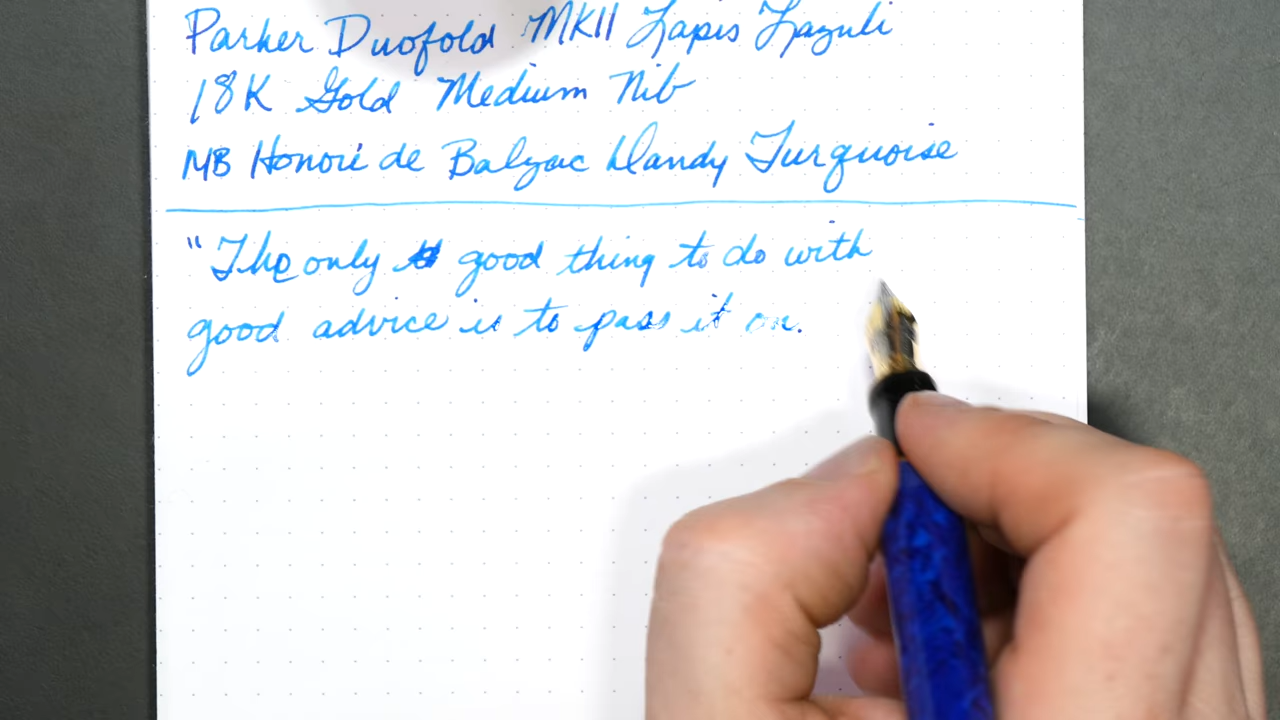 Parker Duofold MKII Lapis Lazuli
18K Gold Medium Nib
MB Honoré de Balzac Dandy Turquoise
"The only good thing to do with
good advice is to pass it on.